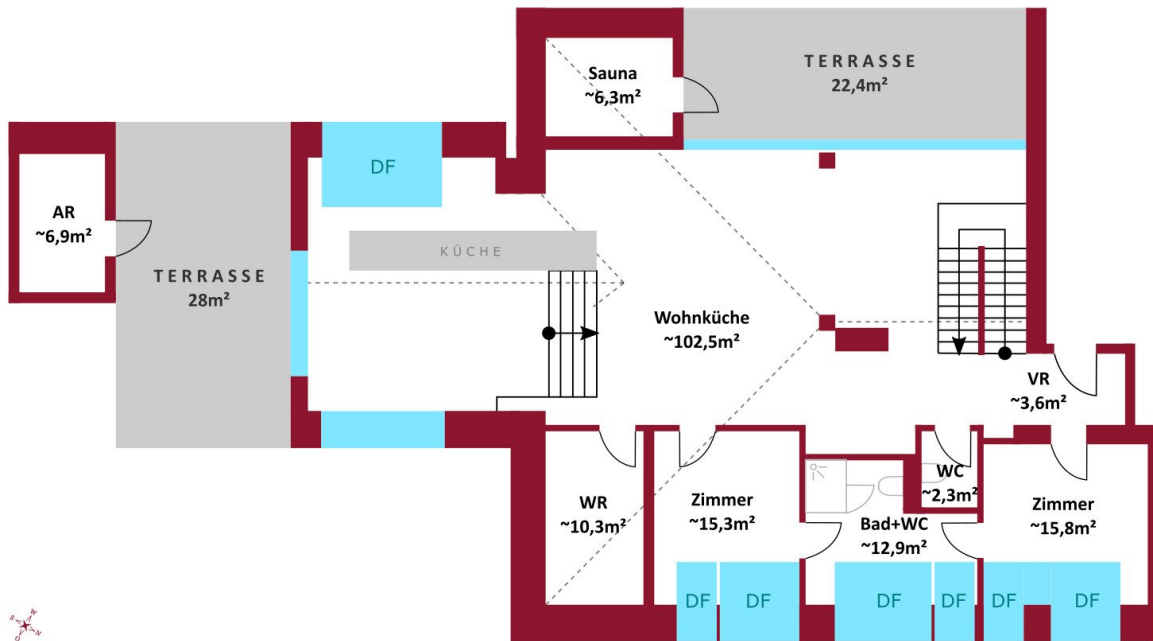 Sauna
~6,3m²
TERRASSE
22,4m²
DF
AR
~6,9m²
KÜCHE
TERRASSE
28m²
Wohnküche
~102,5m²
VR
~3,6m²
WR
~10,3m²
Zimmer
~15,3m²
WC
~2,3m²
Bad+WC
~12,9m²
Zimmer
~15,8m²
DF
DF
DF
DF
DF
DF
S
W
O
N